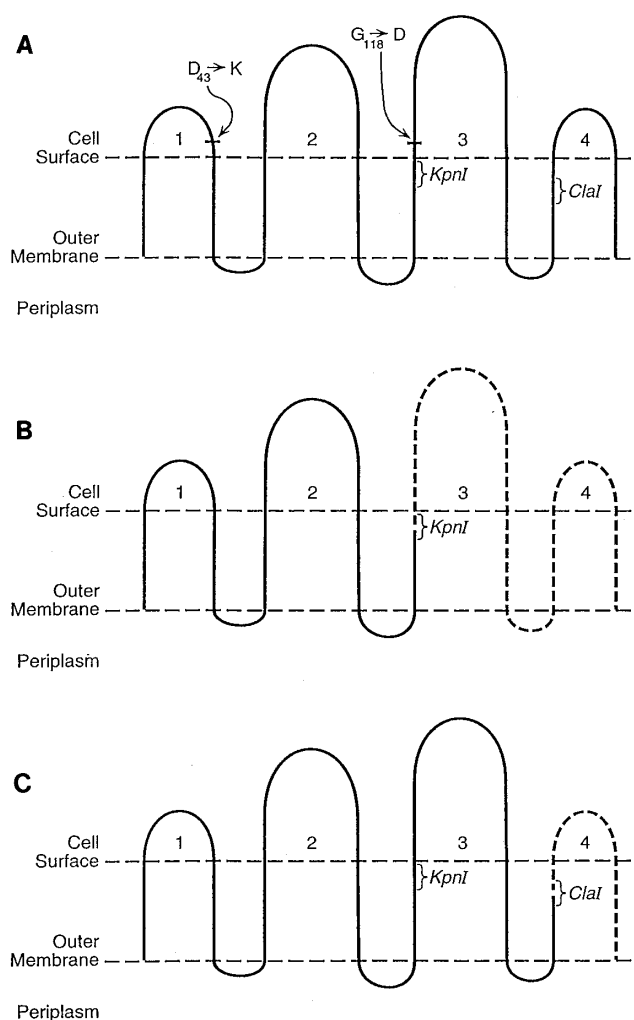 A
D43→ K
G118→ D
Cell
Surface
1
2
3
4
KpnI
ClaI
Outer
Membrane
Periplasm
B
Cell
Surface
1
2
3
4
KpnI
Outer
Membrane
Periplasm
C
Cell
Surface
1
2
3
4
KpnI
ClaI
Outer
Membrane
Periplasm